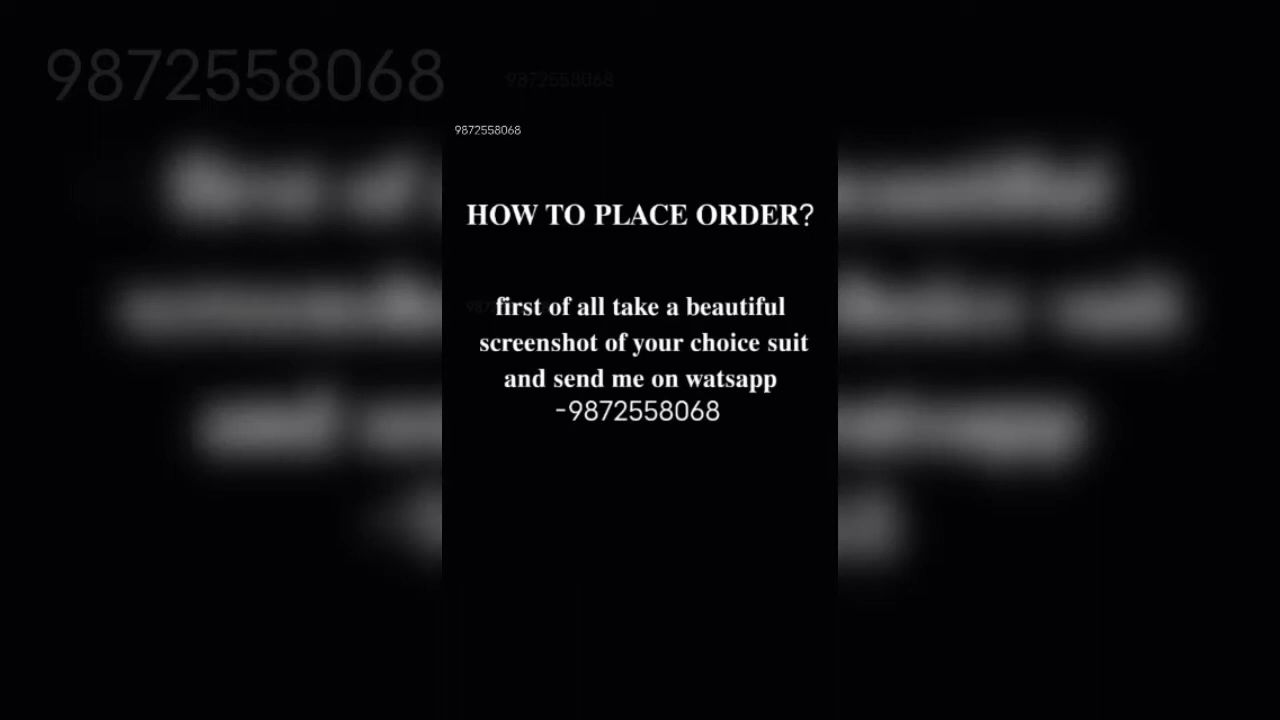 9872558068
9872558068
9872558068
HOW TO PLACE ORDER?
first of all take a beautiful
screenshot of your choice suit
and send me on watsapp
-9872558068